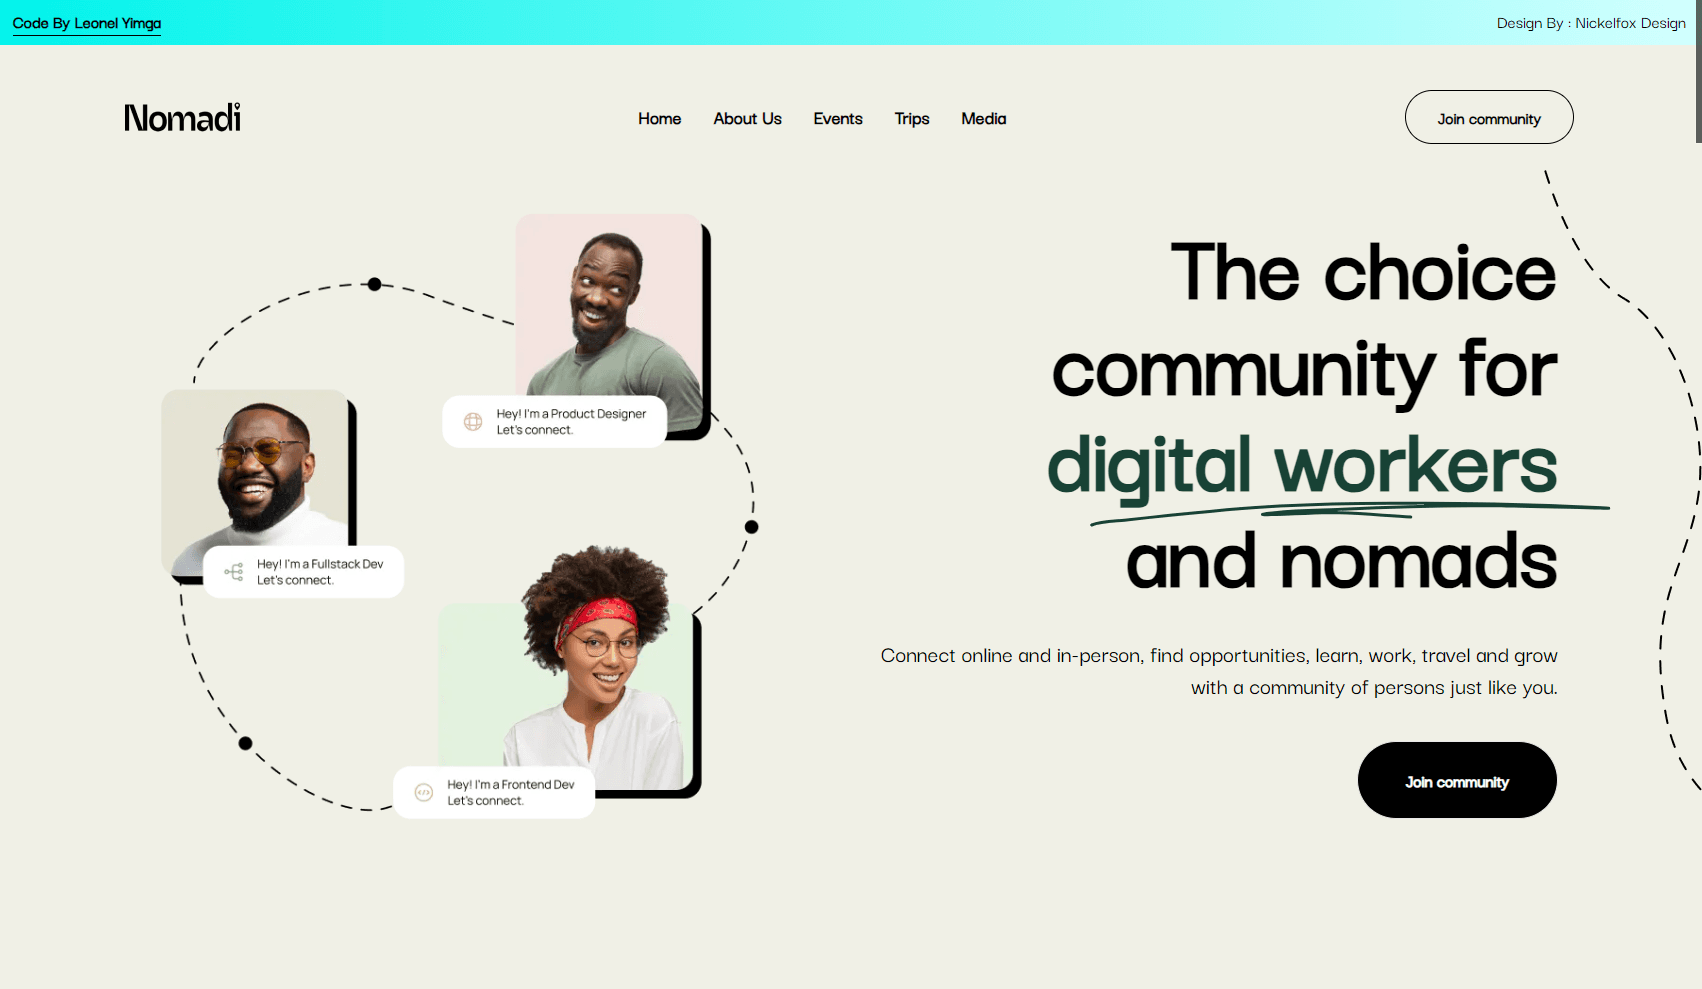 Code By Leonel Yimga
Design By : Nickelfox Design
Nomadi
Home
About Us
Events
Trips
Media
Join community
Hey! I'm a Product Designer
Let's connect.
Hey! I'm a Fullstack Dev
Let's connect.
Hey! I'm a Frontend Dev
Let's connect.
The choice
community for
digital workers
and nomads
Connect online and in-person, find opportunities, learn, work, travel and grow
with a community of persons just like you.
Join community